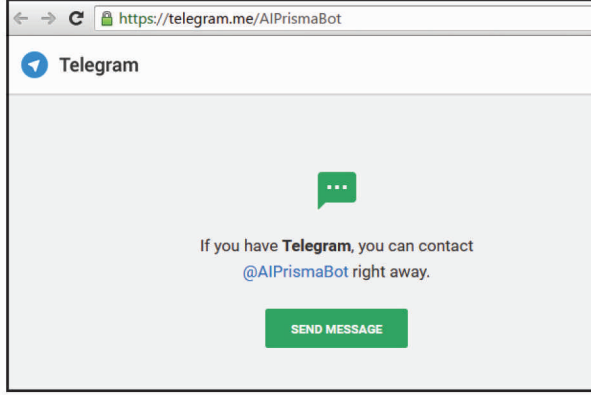 https://telegram.me/AIPrismaBot
Telegram
If you have Telegram, you can contact
@AIPrismaBot right away.
SEND MESSAGE